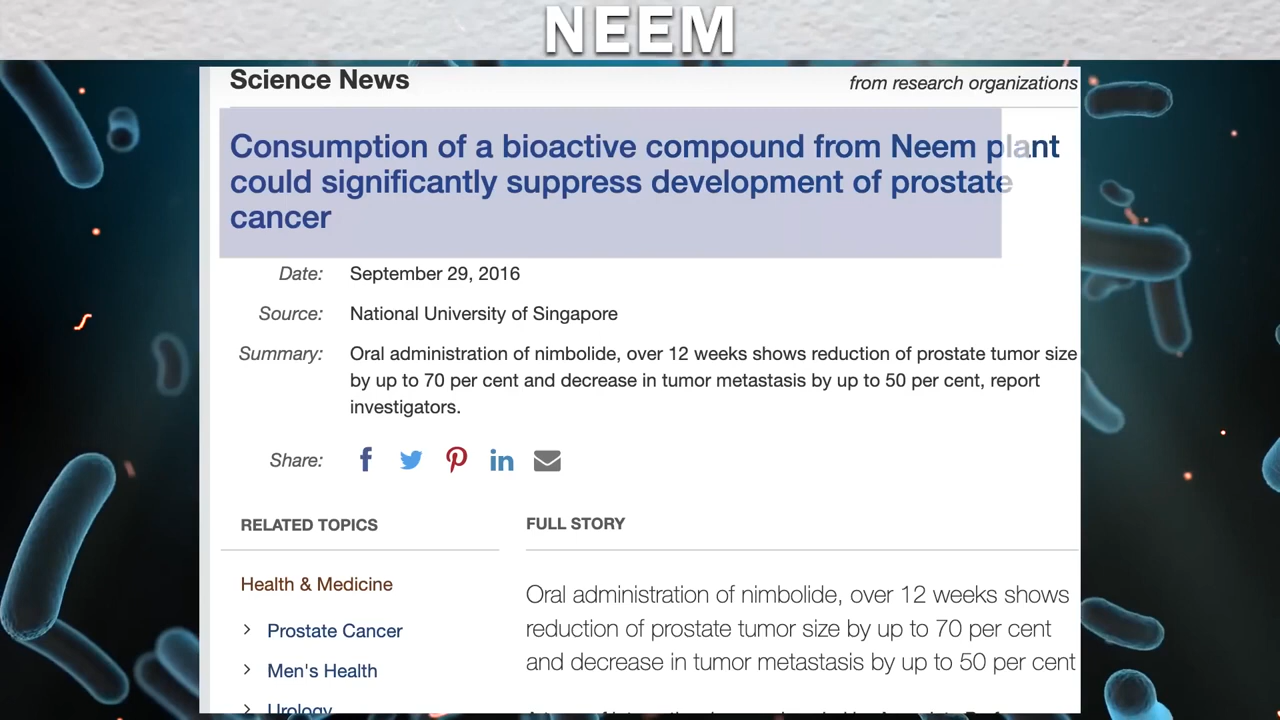 NEEM
Science News
from research organizations
Consumption of a bioactive compound from Neem plant
could significantly suppress development of prostate
cancer
Date: September 29, 2016
Source: National University of Singapore
Summary: Oral administration of nimbolide, over 12 weeks shows reduction of prostate tumor size
by up to 70 per cent and decrease in tumor metastasis by up to 50 per cent, report
investigators.
Share:
RELATED TOPICS
Health & Medicine
Prostate Cancer
Men's Health
Urology
FULL STORY
Oral administration of nimbolide, over 12 weeks shows
reduction of prostate tumor size by up to 70 per cent
and decrease in tumor metastasis by up to 50 per cent